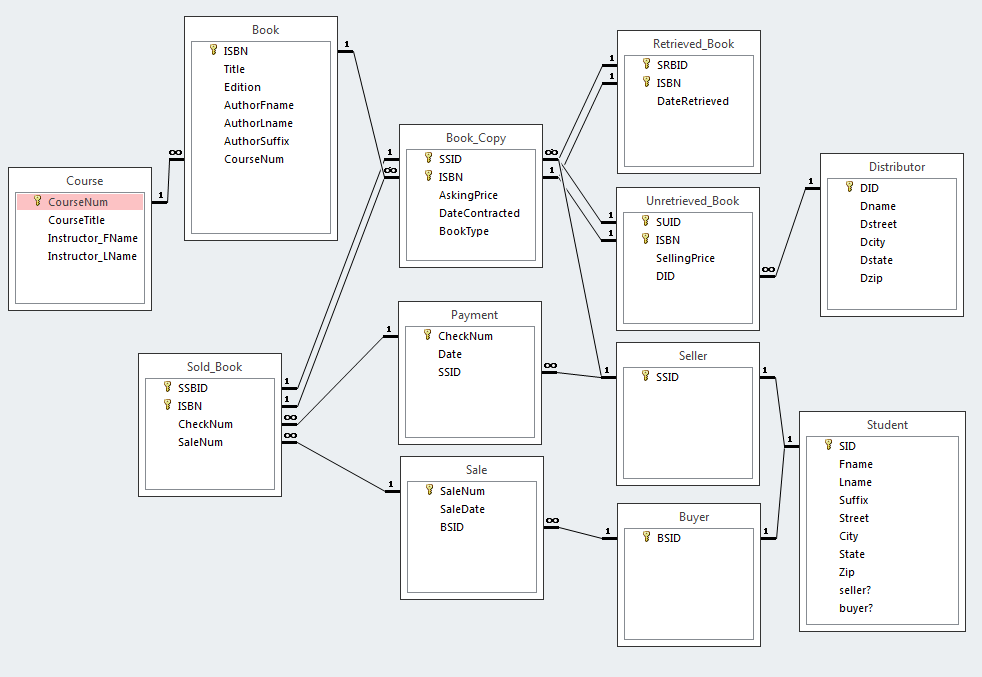 Book
ISBN
Title
Edition
AuthorFname
AuthorLname
AuthorSuffix
CourseNum
1
∞
Course
CourseNum
CourseTitle
Instructor_FName
Instructor_LName
1
Book_Copy
SSID
ISBN
AskingPrice
DateContracted
BookType
1
∞
∞
1
Retrieved_Book
SRBID
ISBN
DateRetrieved
1
1
Unretrieved_Book
SUID
ISBN
SellingPrice
DID
1
1
∞
Distributor
DID
Dname
Dstreet
Dcity
Dstate
Dzip
1
Payment
CheckNum
Date
SSID
1
∞
Sold_Book
SSBID
ISBN
CheckNum
SaleNum
1
1
∞
∞
Seller
SSID
1
1
Sale
SaleNum
SaleDate
BSID
1
∞
Buyer
BSID
1
1
Student
SID
Fname
Lname
Suffix
Street
City
State
Zip
seller?
buyer?
1